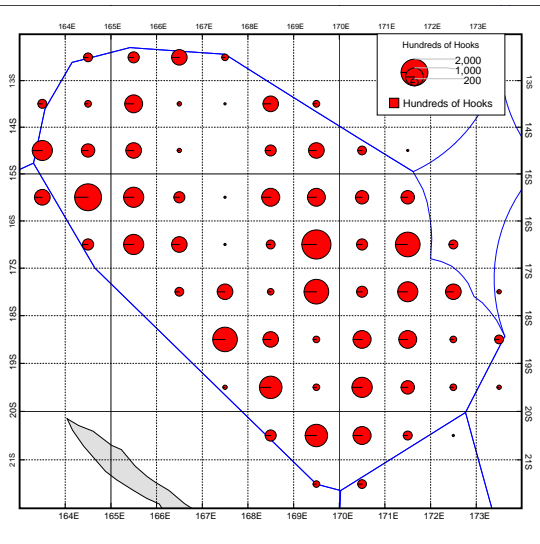 164E 165E 166E 167E 168E 169E 170E 171E 172E 173E
Hundreds of Hooks
2,000
1,000
200
Hundreds of Hooks
13S 13S
14S 14S
15S 15S
16S 16S
17S 17S
18S 18S
19S 19S
20S 20S
21S 21S
164E 165E 166E 167E 168E 169E 170E 171E 172E 173E